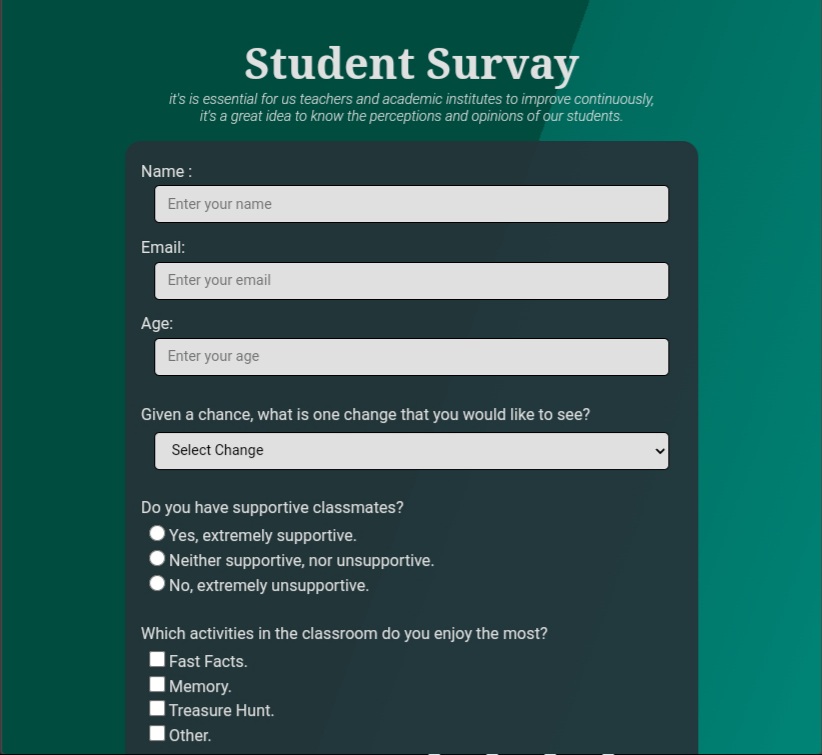 Student Survay
it's is essential for us teachers and academic institutes to improve continuously,
it's a great idea to know the perceptions and opinions of our students.
Name :
Enter your name
Email:
Enter your email
Age:
Enter your age
Given a chance, what is one change that you would like to see?
Select Change
Do you have supportive classmates?
Yes, extremely supportive.
Neither supportive, nor unsupportive.
No, extremely unsupportive.
Which activities in the classroom do you enjoy the most?
Fast Facts.
Memory.
Treasure Hunt.
Other.